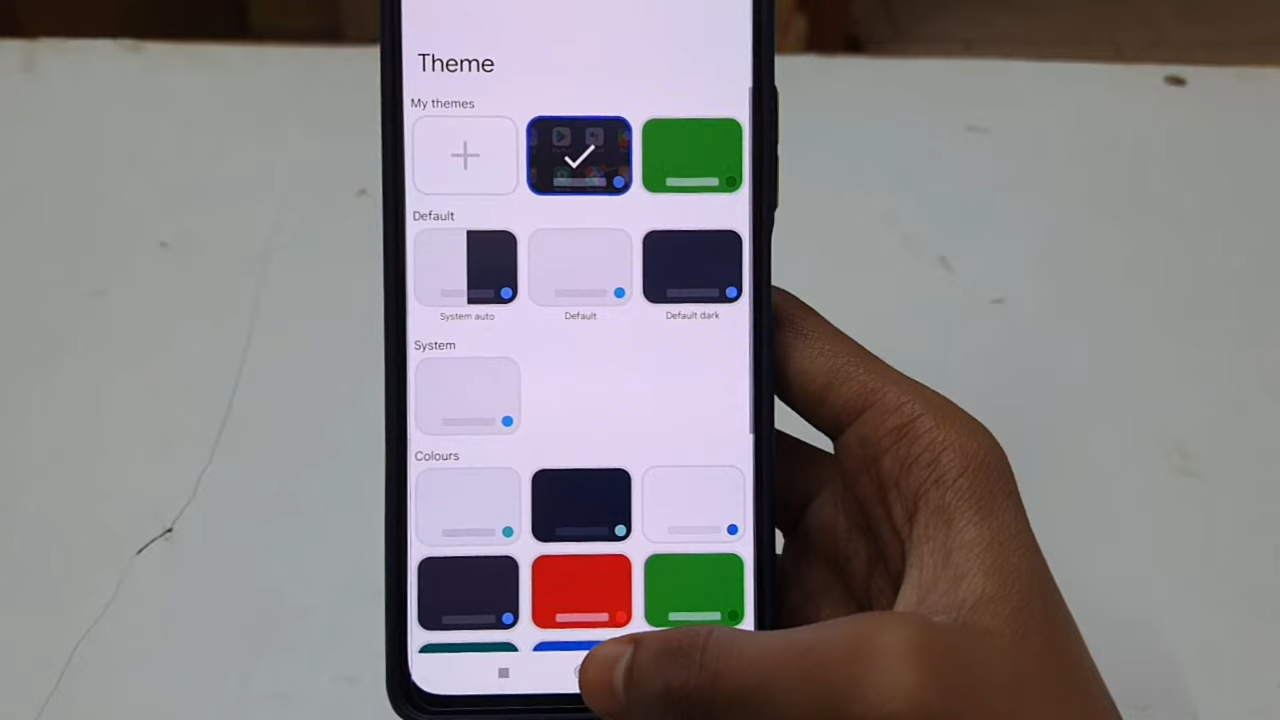 Theme
My themes
Default
System auto
Default
Default dark
System
Colours